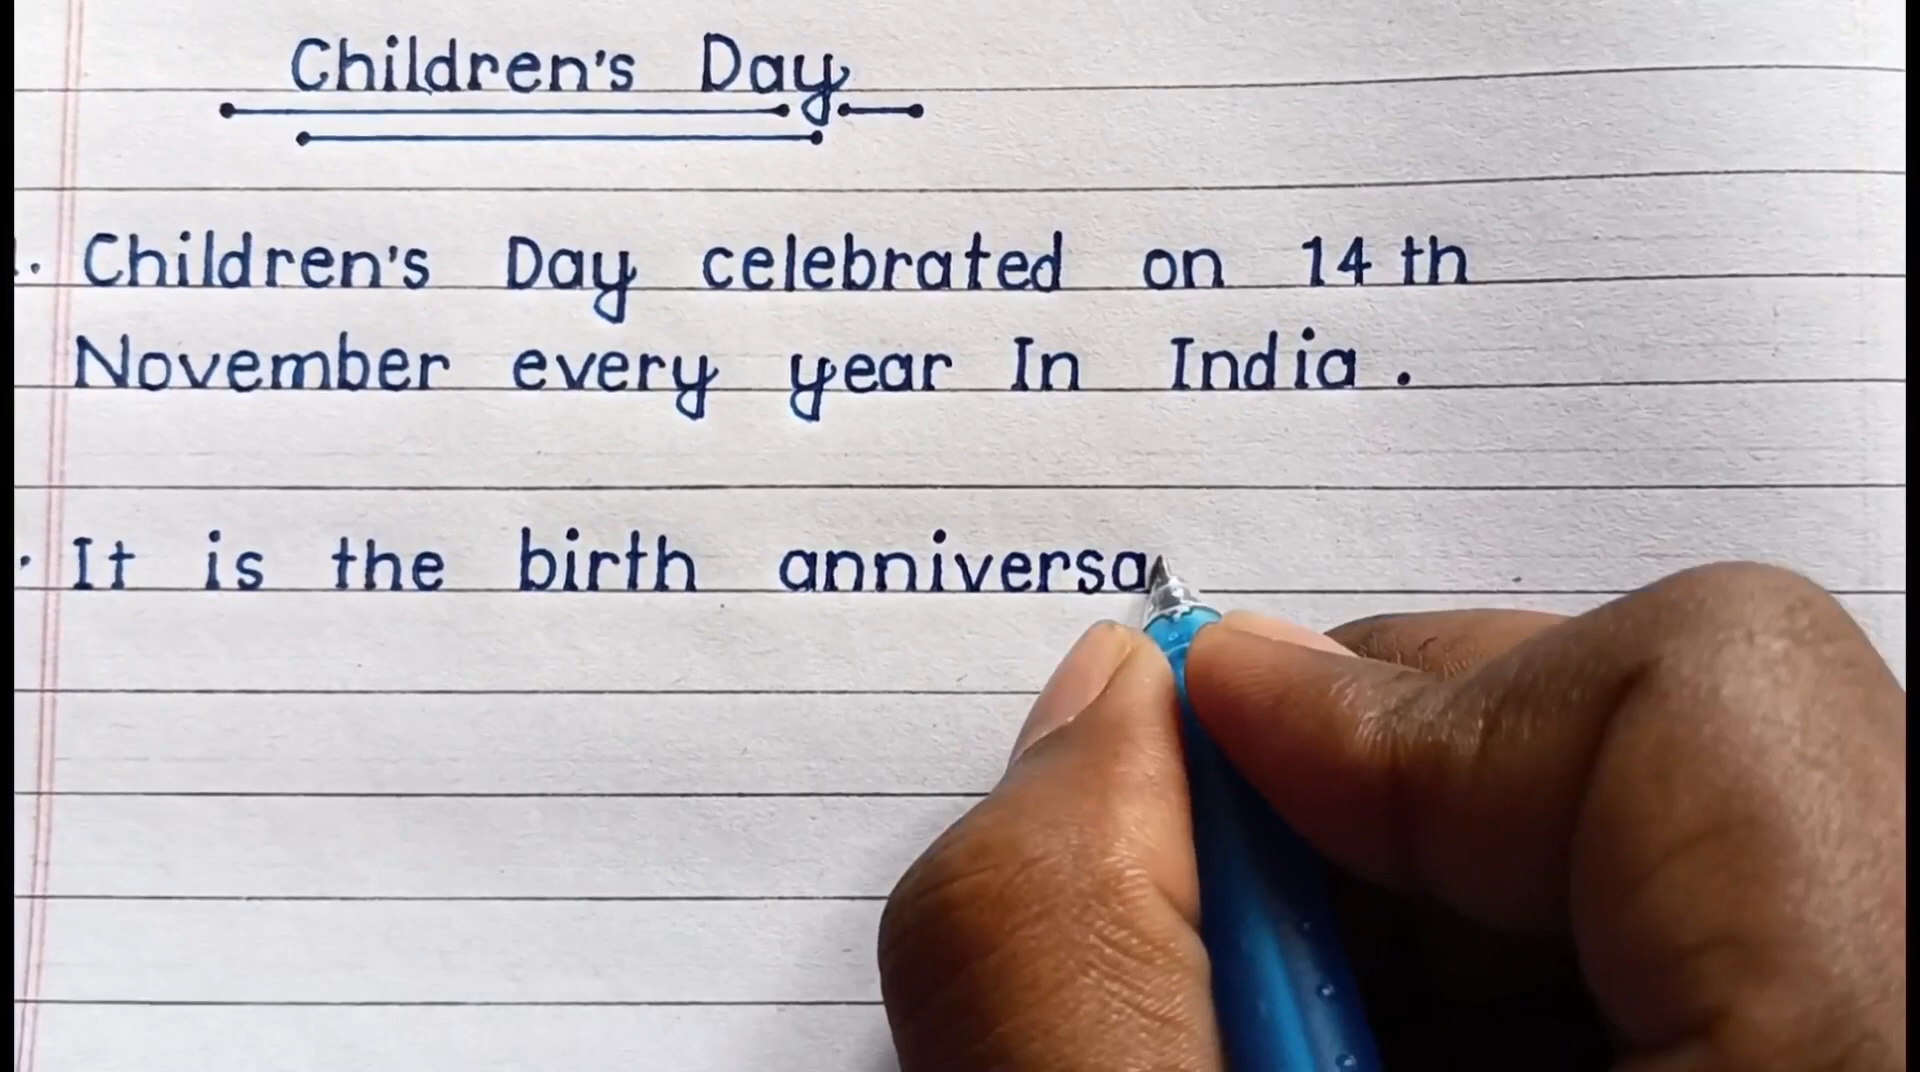 Children's Day
. Children's Day celebrated on 14 th
November every year In India .
. It is the birth anniversa